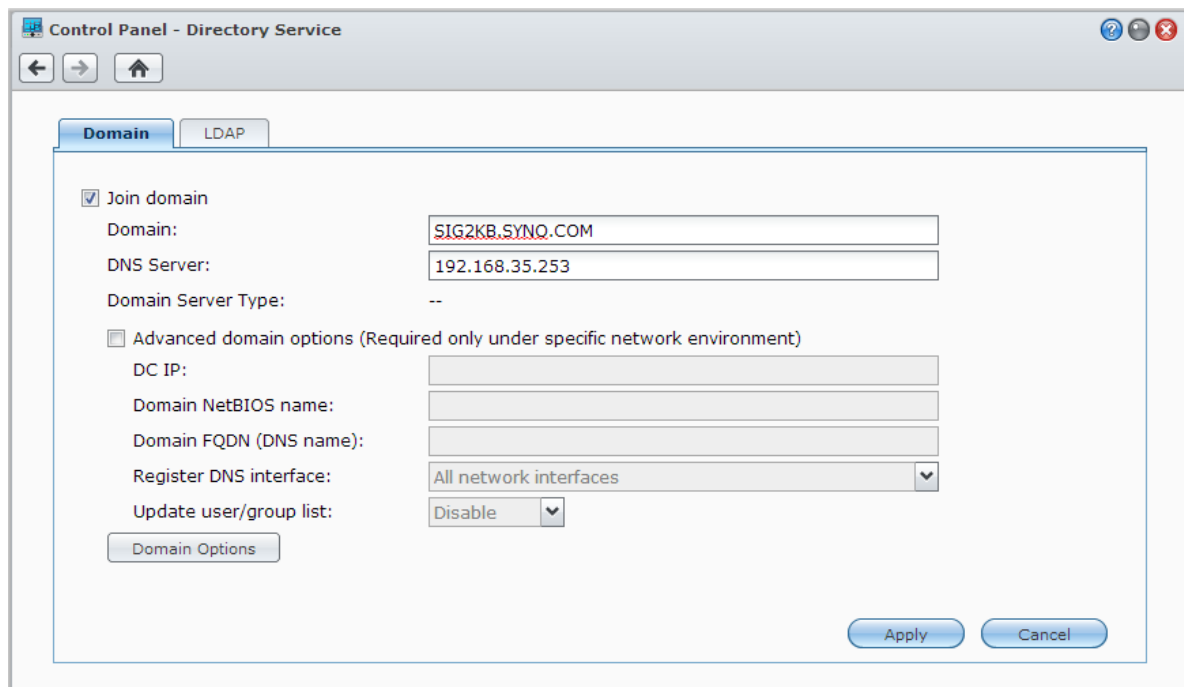 Control Panel - Directory Service
Domain LDAP
Join domain
Domain: SIG2KB.SYNO.COM
DNS Server: 192.168.35.253
Domain Server Type: --
Advanced domain options (Required only under specific network environment)
DC IP:
Domain NetBIOS name:
Domain FQDN (DNS name):
Register DNS interface: All network interfaces
Update user/group list: Disable
Domain Options
Apply Cancel